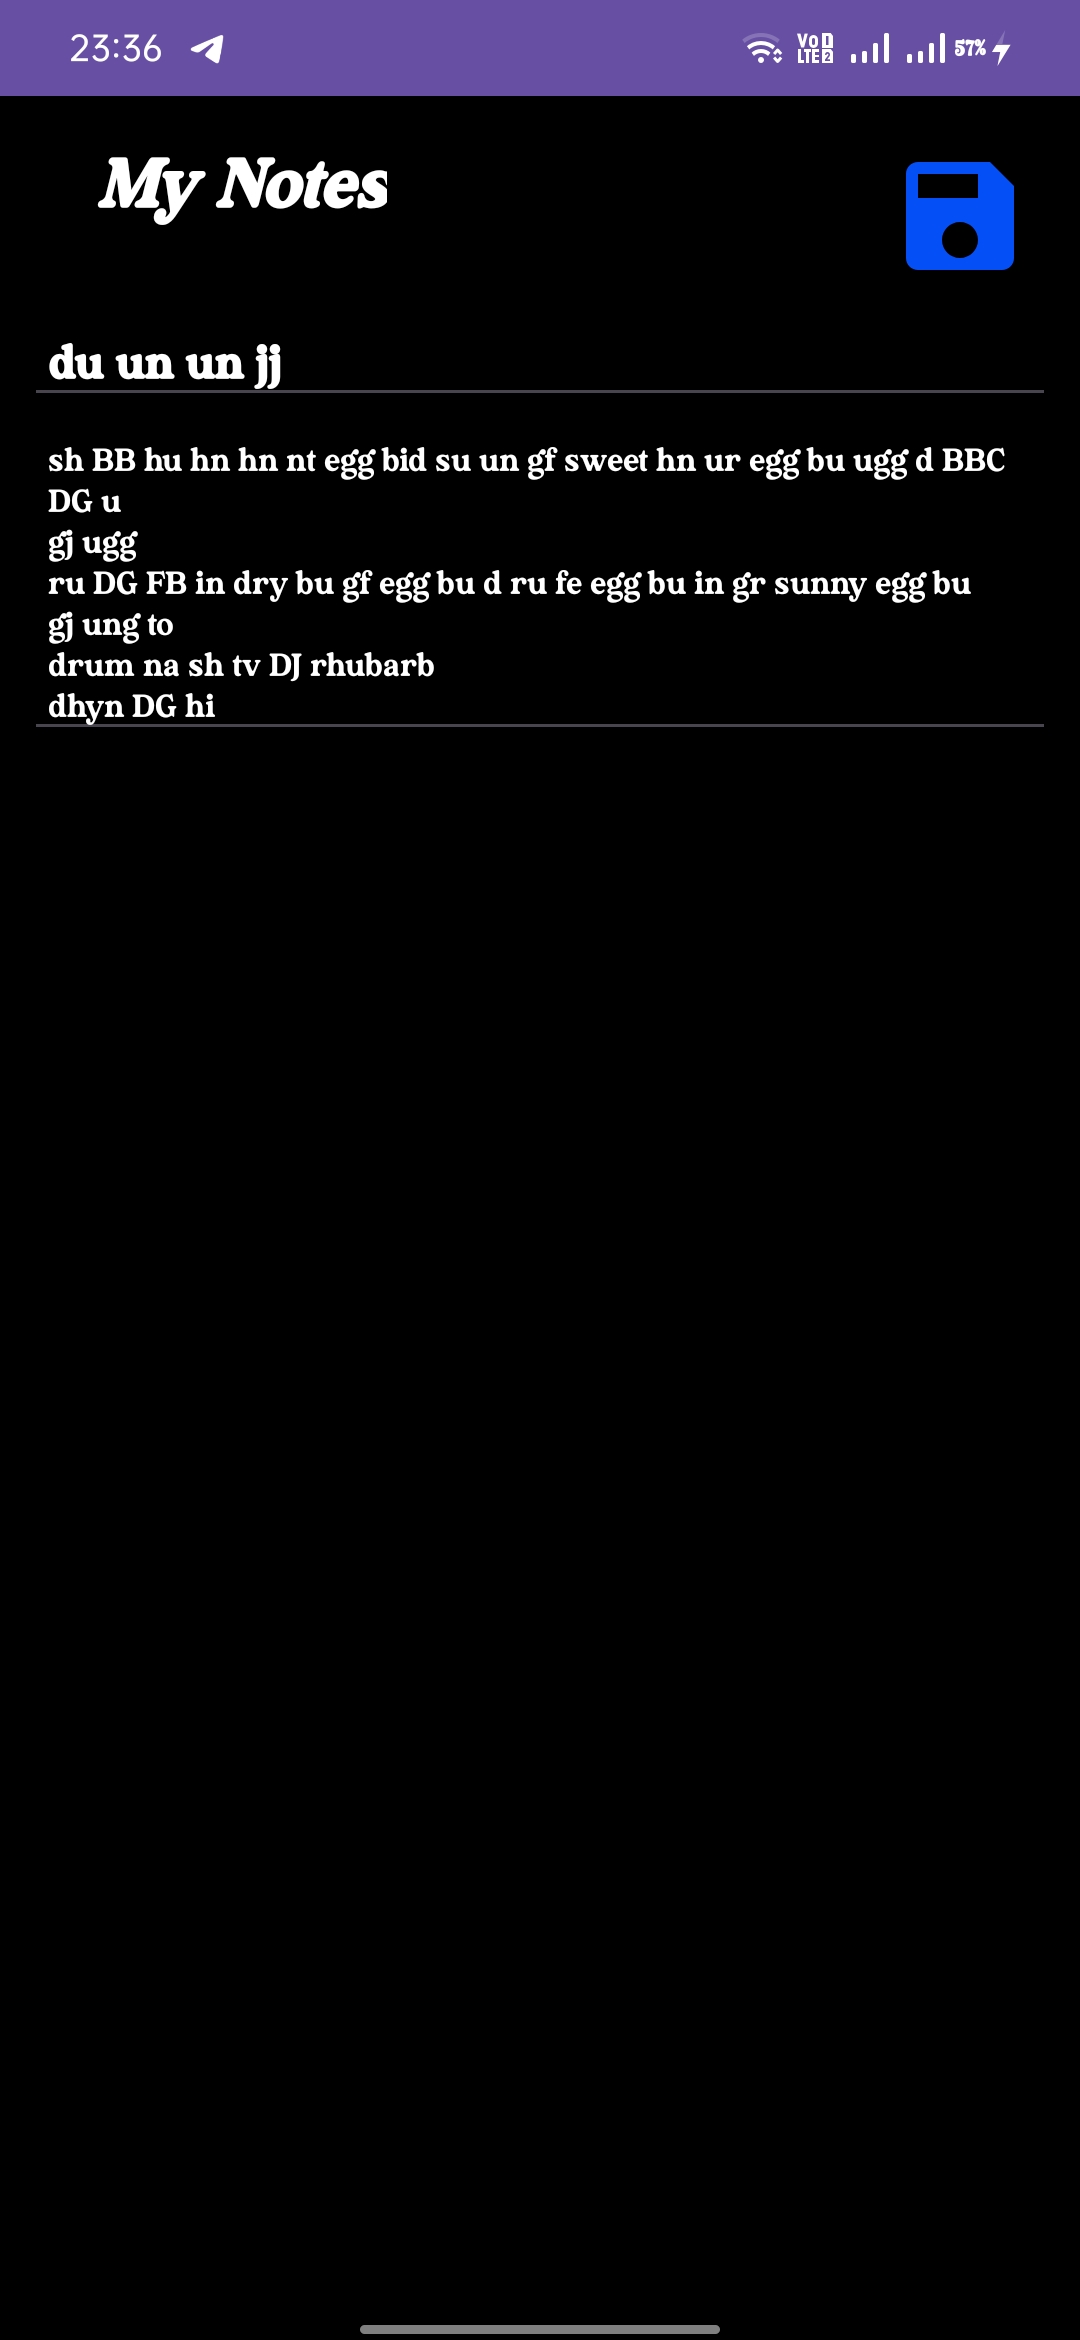 23:36 VoD LTE2 57%
My Notes
du un un jj
sh BB hu hn hn nt egg bid su un gf sweet hn ur egg bu ugg d BBC
DG u
gj ugg
ru DG FB in dry bu gf egg bu d ru fe egg bu in gr sunny egg bu
gj ung to
drum na sh tv DJ rhubarb
dhyn DG hi